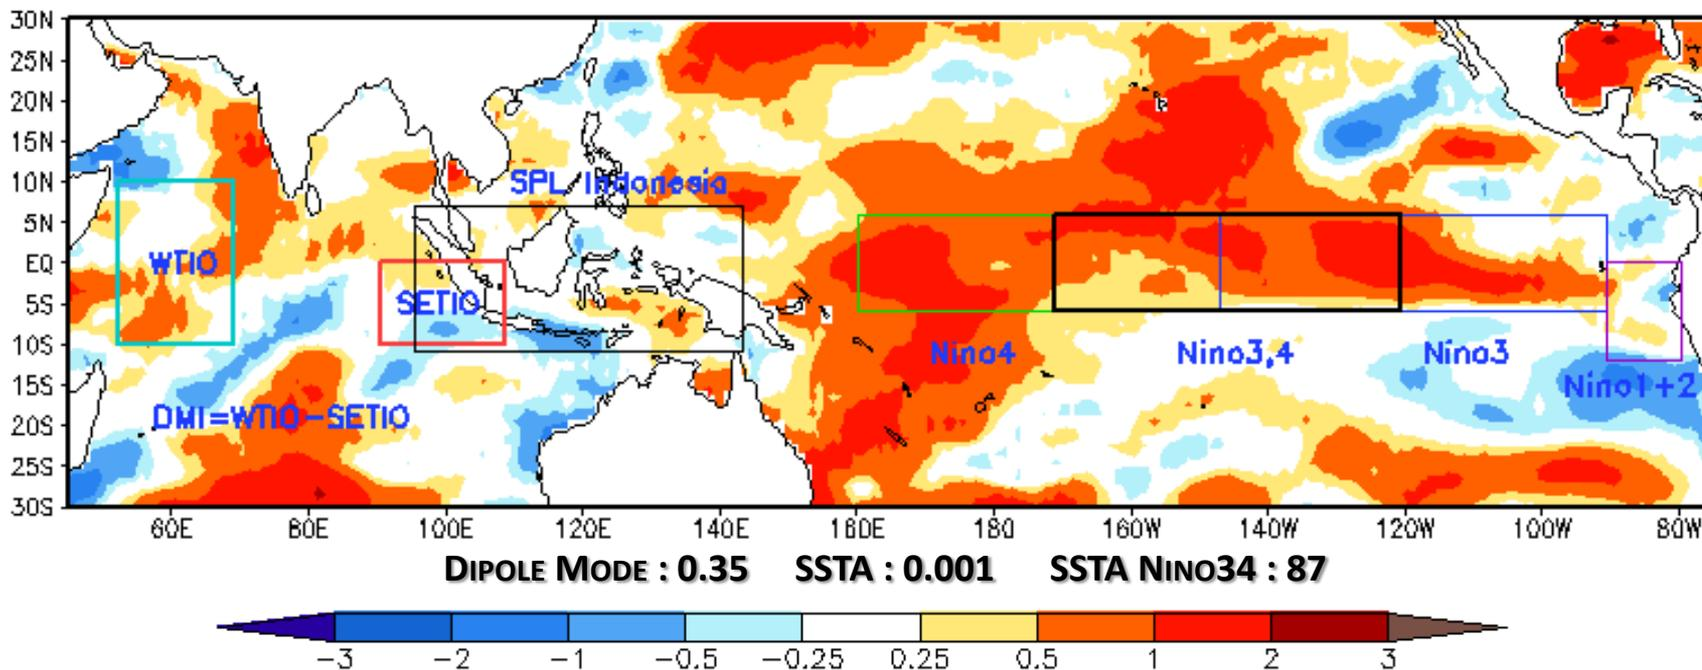 30N
25N
20N
15N
10N
5N
EQ
5S
10S
15S
20S
25S
30S
SPL Indonesia
WTIO
SETIO
Nino4
Nino3,4
Nino3
Nino1+2
DMI=WTIO-SETIO
60E 80E 100E 120E 140E 160E 180 160W 140W 120W 100W 80W
DIPOLE MODE : 0.35 SSTA : 0.001 SSTA NINO34 : 87
-3 -2 -1 -0.5 -0.25 0.25 0.5 1 2 3